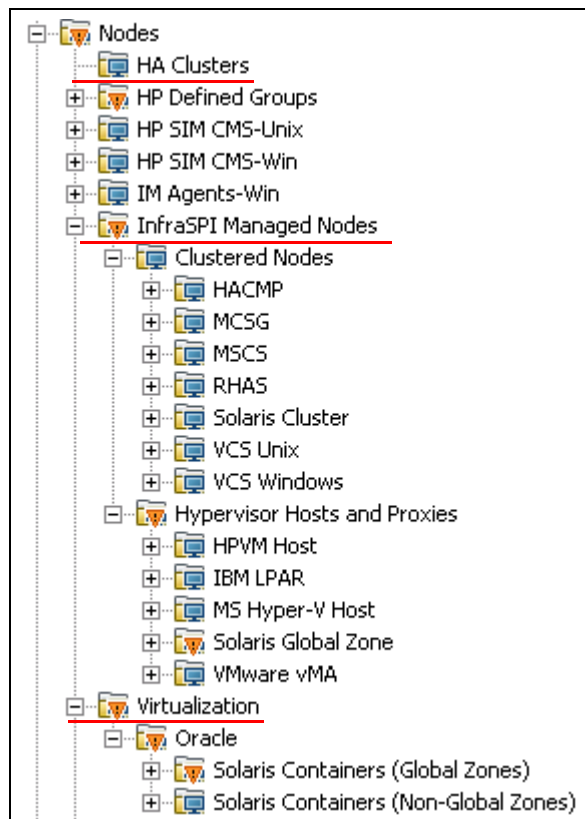 Nodes
HA Clusters
HP Defined Groups
HP SIM CMS-Unix
HP SIM CMS-Win
IM Agents-Win
InfraSPI Managed Nodes
Clustered Nodes
HACMP
MCSG
MSCS
RHAS
Solaris Cluster
VCS Unix
VCS Windows
Hypervisor Hosts and Proxies
HPVM Host
IBM LPAR
MS Hyper-V Host
Solaris Global Zone
VMware vMA
Virtualization
Oracle
Solaris Containers (Global Zones)
Solaris Containers (Non-Global Zones)